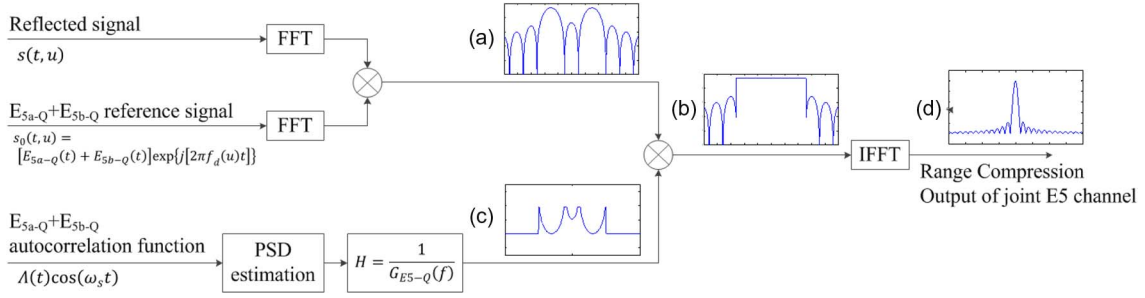 Reflected signal
s(t,u)
FFT
E5a-Q+E5b-Q reference signal
s0(t,u) =
[E5a−Q(t) + E5b−Q(t)]exp{j[2πfd(u)t]}
FFT
E5a-Q+E5b-Q
autocorrelation function
Λ(t)cos(ωst)
PSD
estimation
H = 1/GE5−Q(f)
(a)
(b)
(c)
(d)
IFFT
Range Compression
Output of joint E5 channel